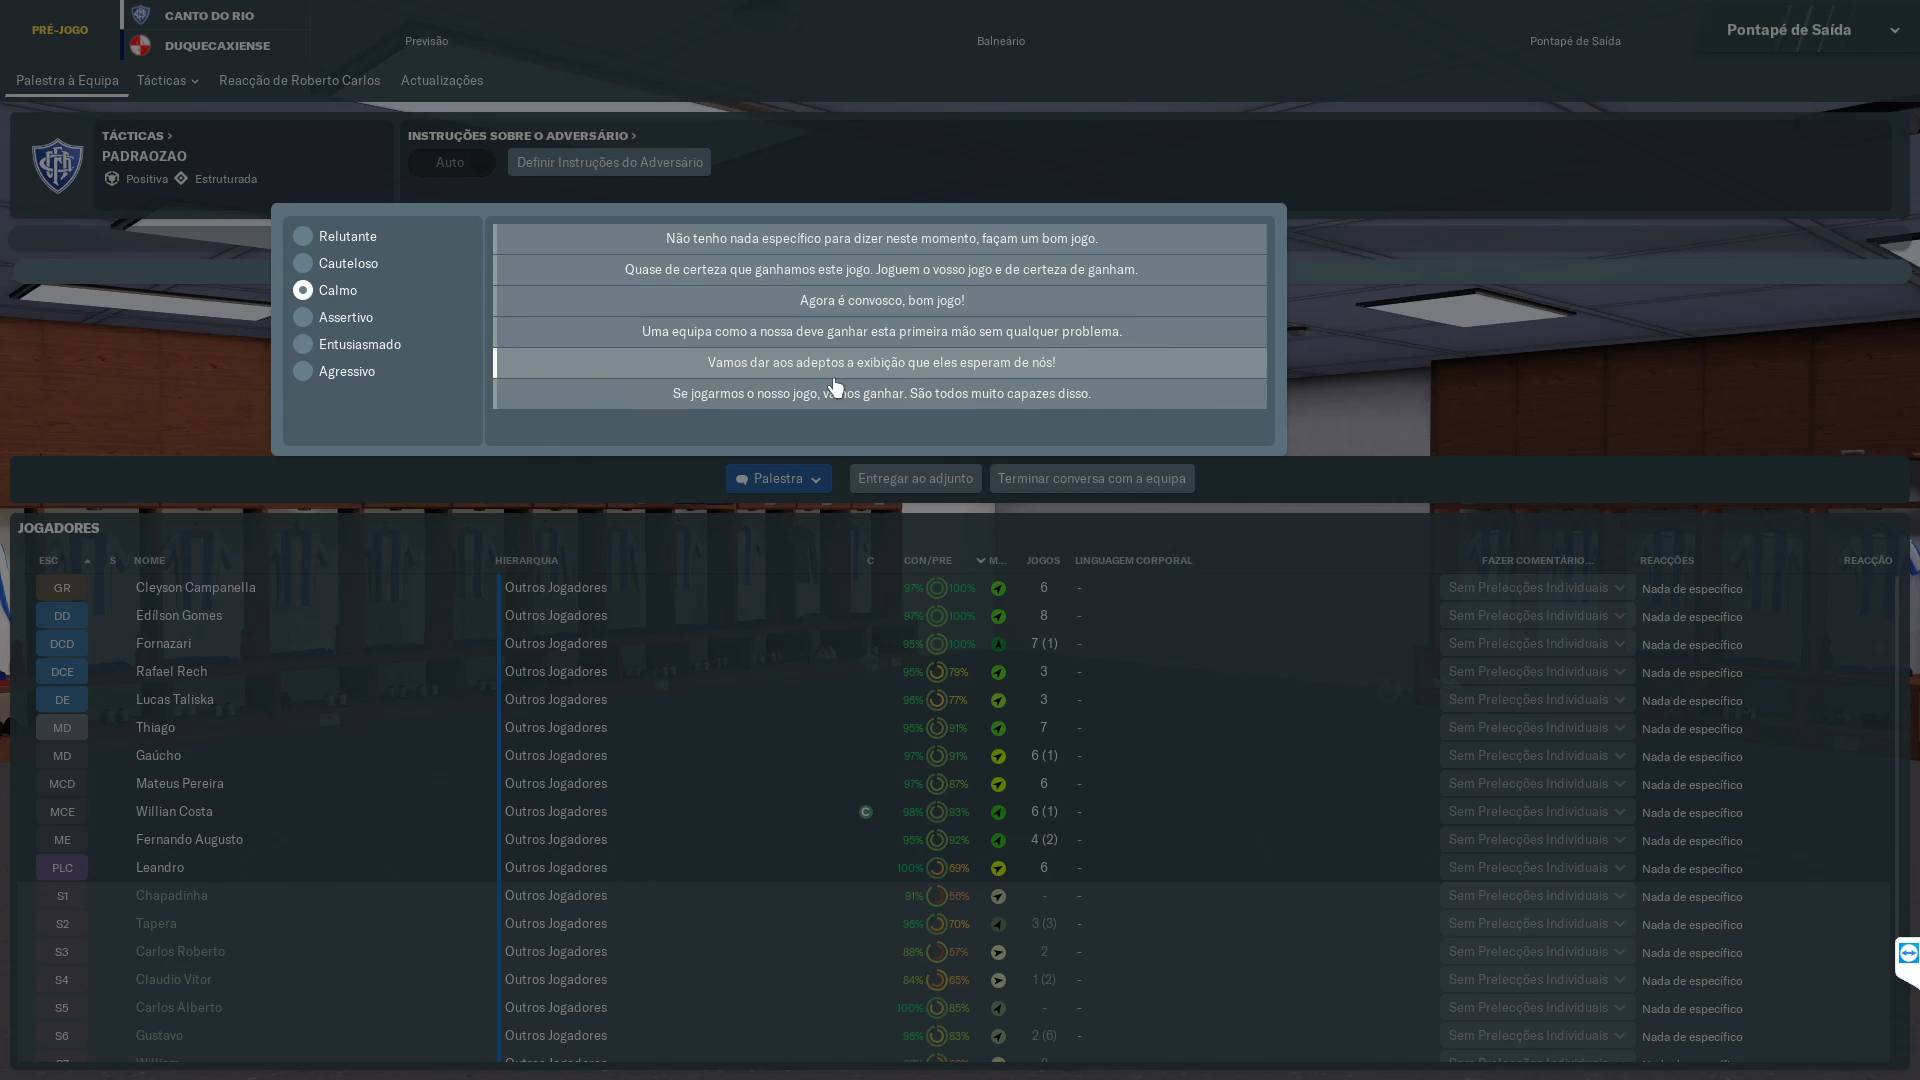 PRÉ-JOGO
CANTO DO RIO
DUQUECAXIENSE
Previsão
Balneário
Pontapé de Saída
Pontapé de Saída
Palestra à Equipa
Tácticas
Reacção de Roberto Carlos
Actualizações
TÁCTICAS >
PADRAOZAO
Positiva
Estruturada
INSTRUÇÕES SOBRE O ADVERSÁRIO >
Auto
Definir Instruções do Adversário
Relutante
Cauteloso
Calmo
Assertivo
Entusiasmado
Agressivo
Não tenho nada específico para dizer neste momento, façam um bom jogo.
Quase de certeza que ganhamos este jogo. Joguem o vosso jogo e de certeza de ganham.
Agora é convosco, bom jogo!
Uma equipa como a nossa deve ganhar esta primeira mão sem qualquer problema.
Vamos dar aos adeptos a exibição que eles esperam de nós!
Se jogarmos o nosso jogo, vamos ganhar. São todos muito capazes disso.
Palestra
Entregar ao adjunto
Terminar conversa com a equipa
JOGADORES
ESC S NOME HIERARQUIA C CON/PRE M... JOGOS LINGUAGEM CORPORAL FAZER COMENTÁRIO... REACÇÕES REACÇÃO
GR Cleyson Campanella Outros Jogadores 97% 100% 6 - Sem Prelecções Individuais Nada de específico
DD Edílson Gomes Outros Jogadores 97% 100% 8 - Sem Prelecções Individuais Nada de específico
DCD Fornazari Outros Jogadores 95% 100% 7 (1) - Sem Prelecções Individuais Nada de específico
DCE Rafael Rech Outros Jogadores 95% 79% 3 - Sem Prelecções Individuais Nada de específico
DE Lucas Taliska Outros Jogadores 96% 77% 3 - Sem Prelecções Individuais Nada de específico
MD Thiago Outros Jogadores 95% 91% 7 - Sem Prelecções Individuais Nada de específico
MD Gaúcho Outros Jogadores 97% 91% 6 (1) - Sem Prelecções Individuais Nada de específico
MCD Mateus Pereira Outros Jogadores 97% 87% 6 - Sem Prelecções Individuais Nada de específico
MCE Willian Costa Outros Jogadores C 98% 93% 6 (1) - Sem Prelecções Individuais Nada de específico
ME Fernando Augusto Outros Jogadores 95% 92% 4 (2) - Sem Prelecções Individuais Nada de específico
PLC Leandro Outros Jogadores 100% 69% 6 - Sem Prelecções Individuais Nada de específico
S1 Chapadinha Outros Jogadores 91% 56% - - Sem Prelecções Individuais Nada de específico
S2 Tapera Outros Jogadores 96% 70% 3 (3) - Sem Prelecções Individuais Nada de específico
S3 Carlos Roberto Outros Jogadores 88% 57% 2 - Sem Prelecções Individuais Nada de específico
S4 Claudio Vitor Outros Jogadores 84% 65% 1 (2) - Sem Prelecções Individuais Nada de específico
S5 Carlos Alberto Outros Jogadores 100% 85% - - Sem Prelecções Individuais Nada de específico
S6 Gustavo Outros Jogadores 96% 83% 2 (6) - Sem Prelecções Individuais Nada de específico